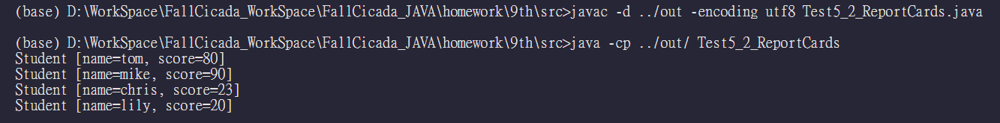 (base) D:\WorkSpace\FallCicada_WorkSpace\FallCicada_JAVA\homework\9th\src>javac -d ../out -encoding utf8 Test5_2_ReportCards.java
(base) D:\WorkSpace\FallCicada_WorkSpace\FallCicada_JAVA\homework\9th\src>java -cp ../out/ Test5_2_ReportCards
Student [name=tom, score=80]
Student [name=mike, score=90]
Student [name=chris, score=23]
Student [name=lily, score=20]